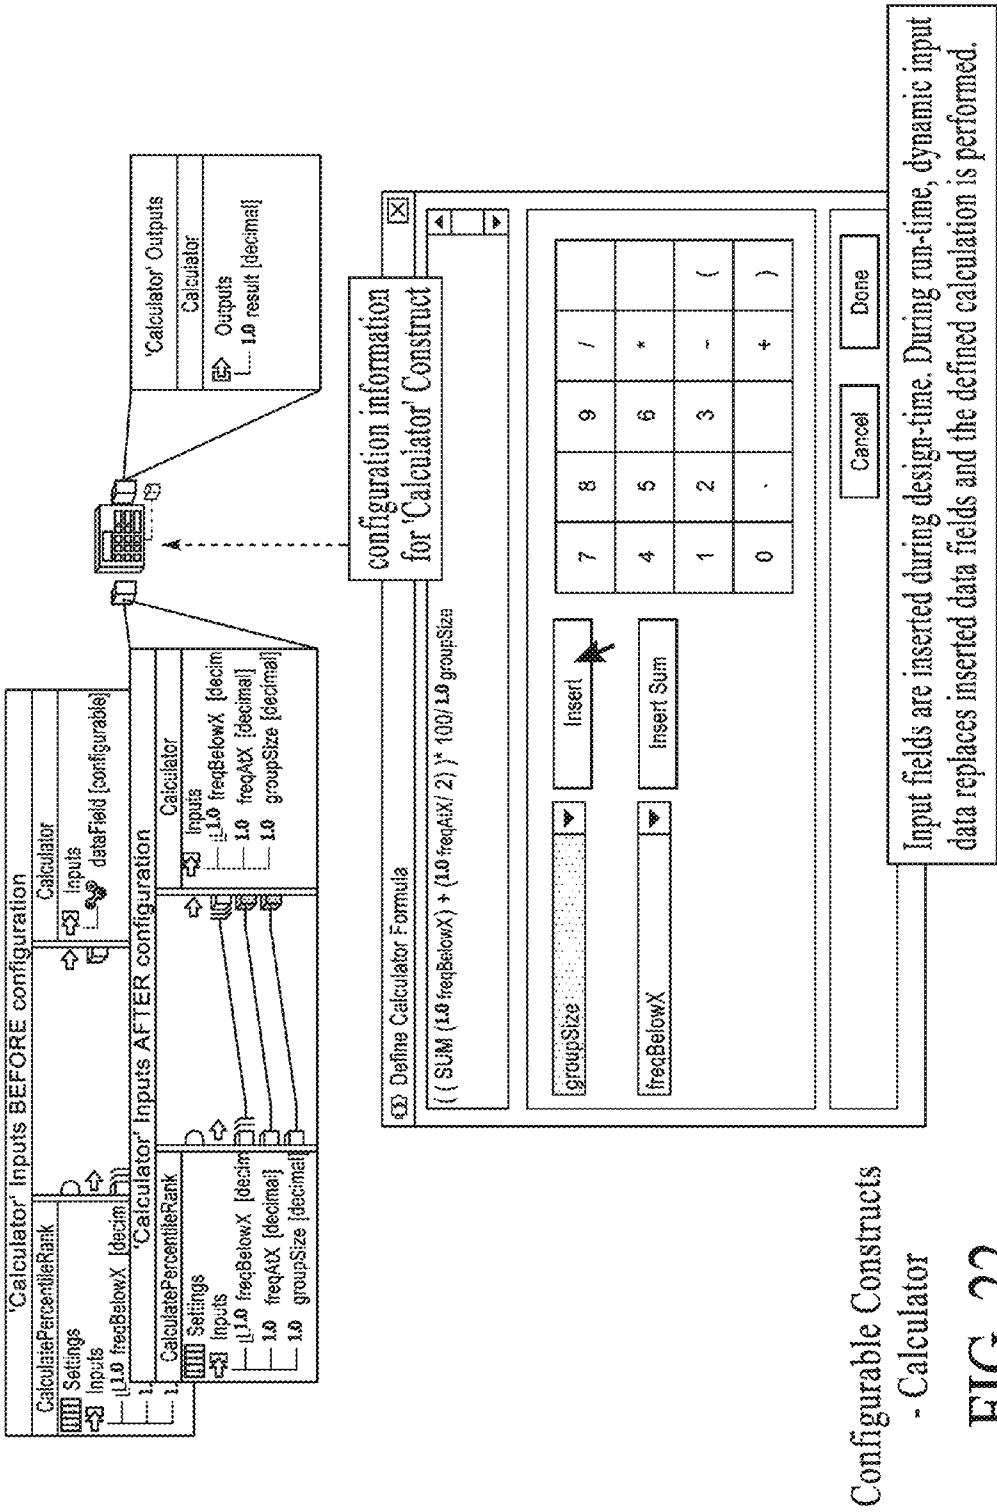 'Calculator' Inputs BEFORE configuration
CalculatePercentileRank
Settings
Inputs
1.0 freqBelowX [decim
1.
1.
Calculator
Inputs
dataField [configurable]
'Calculator' Inputs AFTER configuration
CalculatePercentileRank
Settings
Inputs
1.0 freqBelowX [decim
1.0 freqAtX [decimal]
1.0 groupSize [decimal]
Calculator
Inputs
1.0 freqBelowX [decim
1.0 freqAtX [decimal]
1.0 groupSize [decimal]
'Calculator' Outputs
Calculator
Outputs
1.0 result [decimal]
configuration information
for 'Calculator' Construct
Define Calculator Formula
( ( SUM (1.0 freqBelowX) + (1.0 freqAtX/ 2) )* 100/ 1.0 groupSize
groupSize
Insert
freqBelowX
Insert Sum
7 8 9 /
4 5 6 *
1 2 3 - (
0 . + )
Cancel
Done
Input fields are inserted during design-time. During run-time, dynamic input
data replaces inserted data fields and the defined calculation is performed.
Configurable Constructs
- Calculator
FIG. 22